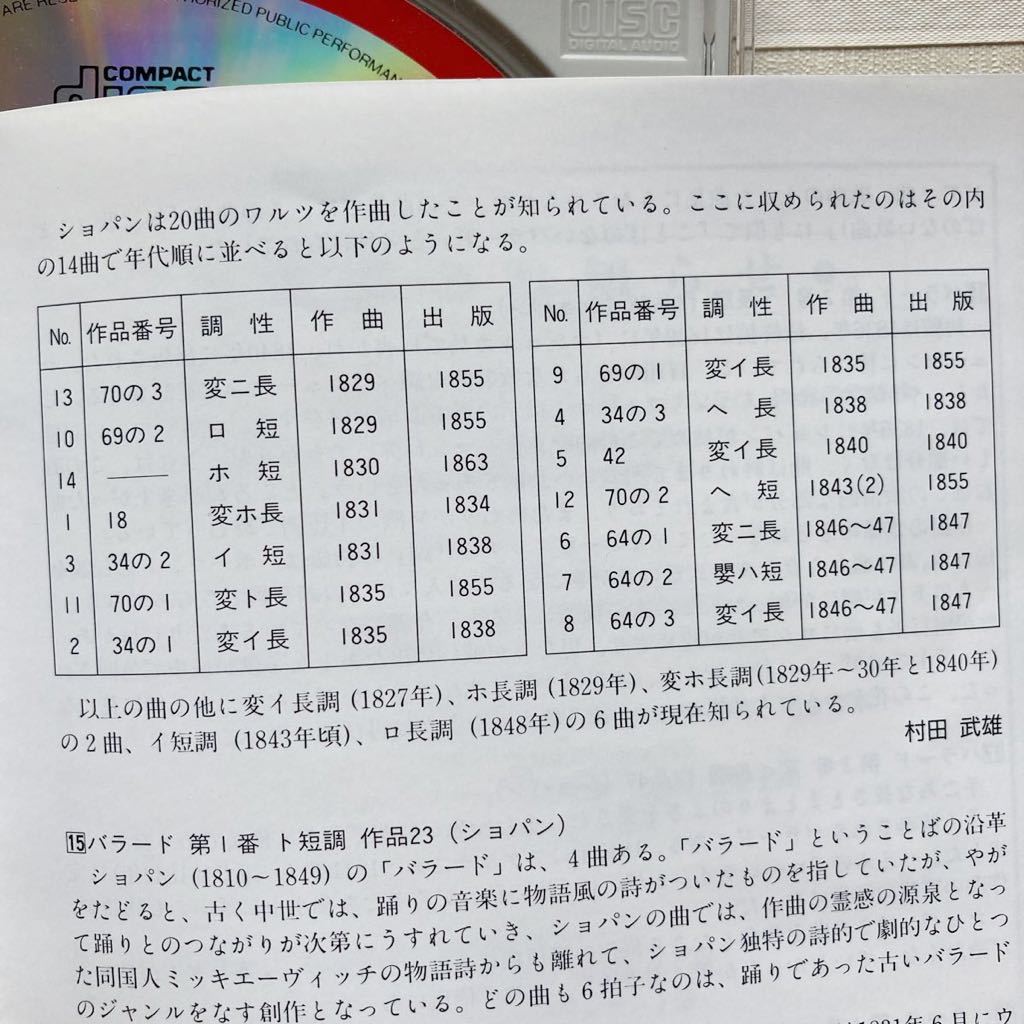 ARE RESE
THORIZED PUBLIC PERFORMAN
COMPACT
disc
DIGITAL AUDIO
ショパンは20曲のワルツを作曲したことが知られている。ここに収められたのはその内
の14曲で年代順に並べると以下のようになる。
No. 作品番号 調性 作曲 出版
13 70の3 変ニ長 1829 1855
10 69の2 ロ短 1829 1855
14 ―― ホ短 1830 1863
1 18 変ホ長 1831 1834
3 34の2 イ短 1831 1838
11 70の1 変ト長 1835 1855
2 34の1 変イ長 1835 1838
No. 作品番号 調性 作曲 出版
9 69の1 変イ長 1835 1855
4 34の3 ヘ長 1838 1838
5 42 変イ長 1840 1840
12 70の2 ヘ短 1843(2) 1855
6 64の1 変ニ長 1846〜47 1847
7 64の2 嬰ハ短 1846〜47 1847
8 64の3 変イ長 1846〜47 1847
以上の曲の他に変イ長調(1827年)、ホ長調(1829年)、変ホ長調(1829年〜30年と1840年)
の2曲、イ短調(1843年頃)、ロ長調(1848年)の6曲が現在知られている。
村田 武雄
15バラード 第1番 ト短調 作品23(ショパン)
ショパン(1810〜1849)の「バラード」は、4曲ある。「バラード」ということばの沿革
をたどると、古く中世では、踊りの音楽に物語風の詩がついたものを指していたが、やが
て踊りとのつながりが次第にうすれていき、ショパンの曲では、作曲の霊感の源泉となっ
た同国人ミッキエーヴィッチの物語詩からも離れて、ショパン独特の詩的で劇的なひとつ
のジャンルをなす創作となっている。どの曲も6拍子なのは、踊りであった古いバラード
1831年6月にウ